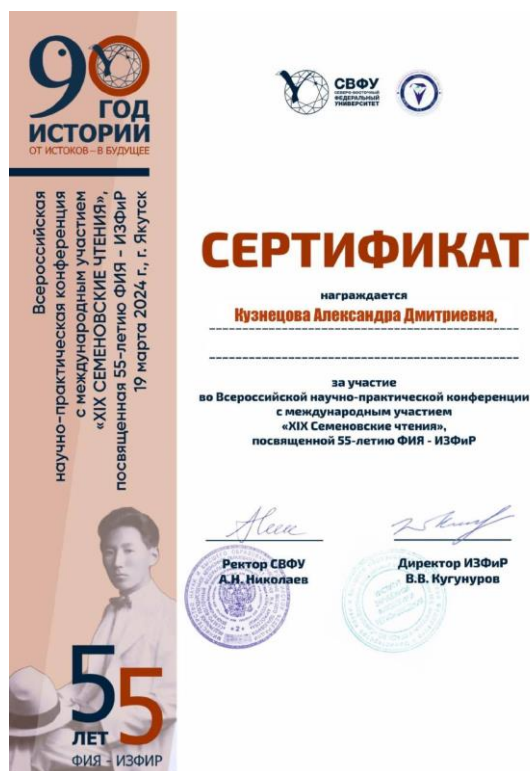 90
ГОД
ИСТОРИИ
ОТ ИСТОКОВ – В БУДУЩЕЕ
Всероссийская
научно-практическая конференция
с международным участием
«XIX СЕМЕНОВСКИЕ ЧТЕНИЯ»,
посвященная 55-летию ФИЯ – ИЗФиР
19 марта 2024 г., г. Якутск
55
ЛЕТ
ФИЯ - ИЗФИР
СВФУ
СЕВЕРО-ВОСТОЧНЫЙ
ФЕДЕРАЛЬНЫЙ
УНИВЕРСИТЕТ
СЕРТИФИКАТ
награждается
Кузнецова Александра Дмитриевна,
за участие
во Всероссийской научно-практической конференции
с международным участием
«XIX Семеновские чтения»,
посвященной 55-летию ФИЯ - ИЗФиР
Ректор СВФУ
А.Н. Николаев
Директор ИЗФиР
В.В. Кугунуров